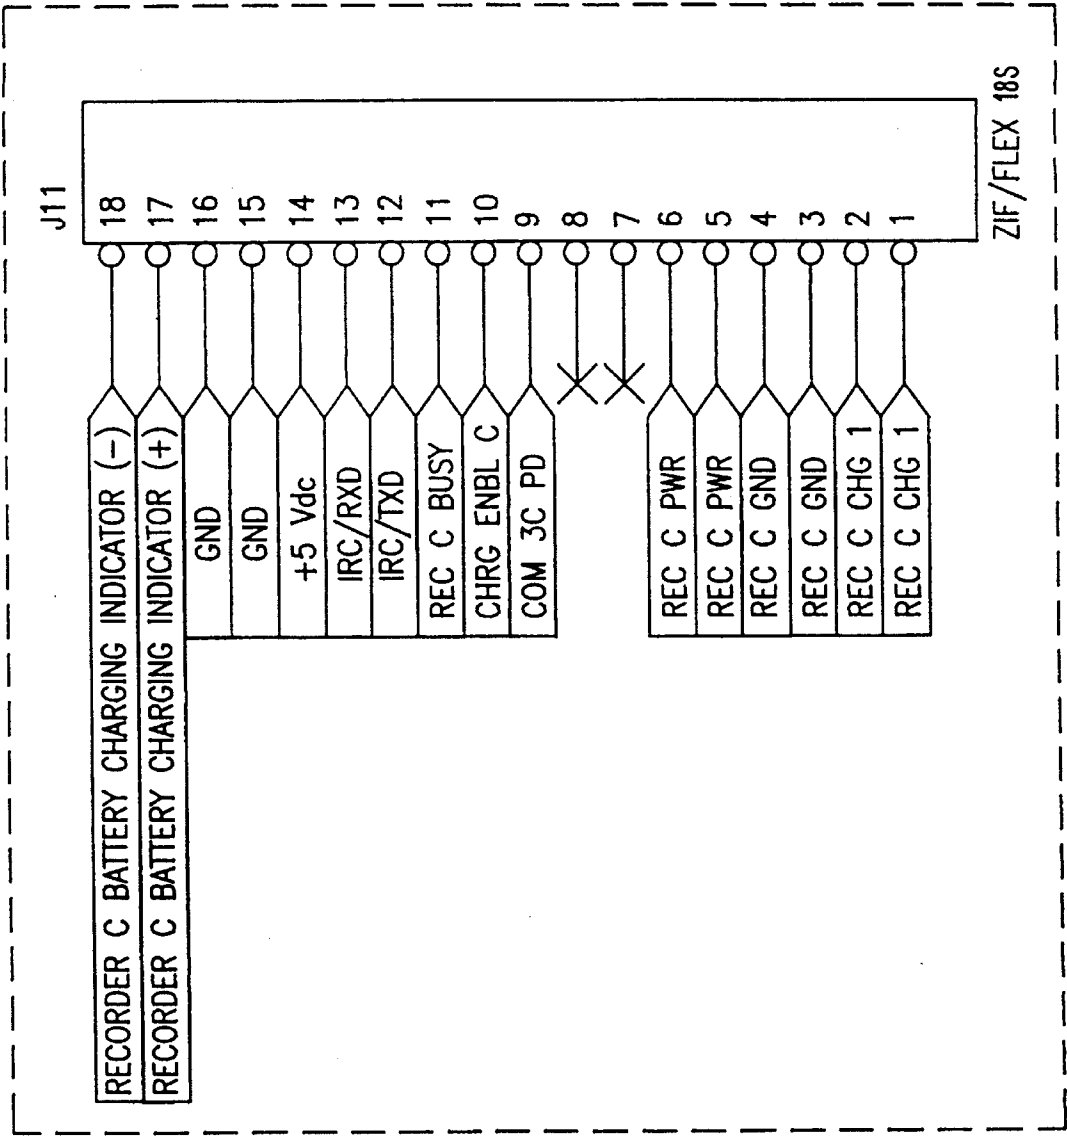 J11
RECORDER C BATTERY CHARGING INDICATOR (-) 18
RECORDER C BATTERY CHARGING INDICATOR (+) 17
GND 16
GND 15
+5 Vdc 14
IRC/RXD 13
IRC/TXD 12
REC C BUSY 11
CHRG ENBL C 10
COM 3C PD 9
8
7
REC C PWR 6
REC C PWR 5
REC C GND 4
REC C GND 3
REC C CHG 1 2
REC C CHG 1 1
ZIF/FLEX 18S